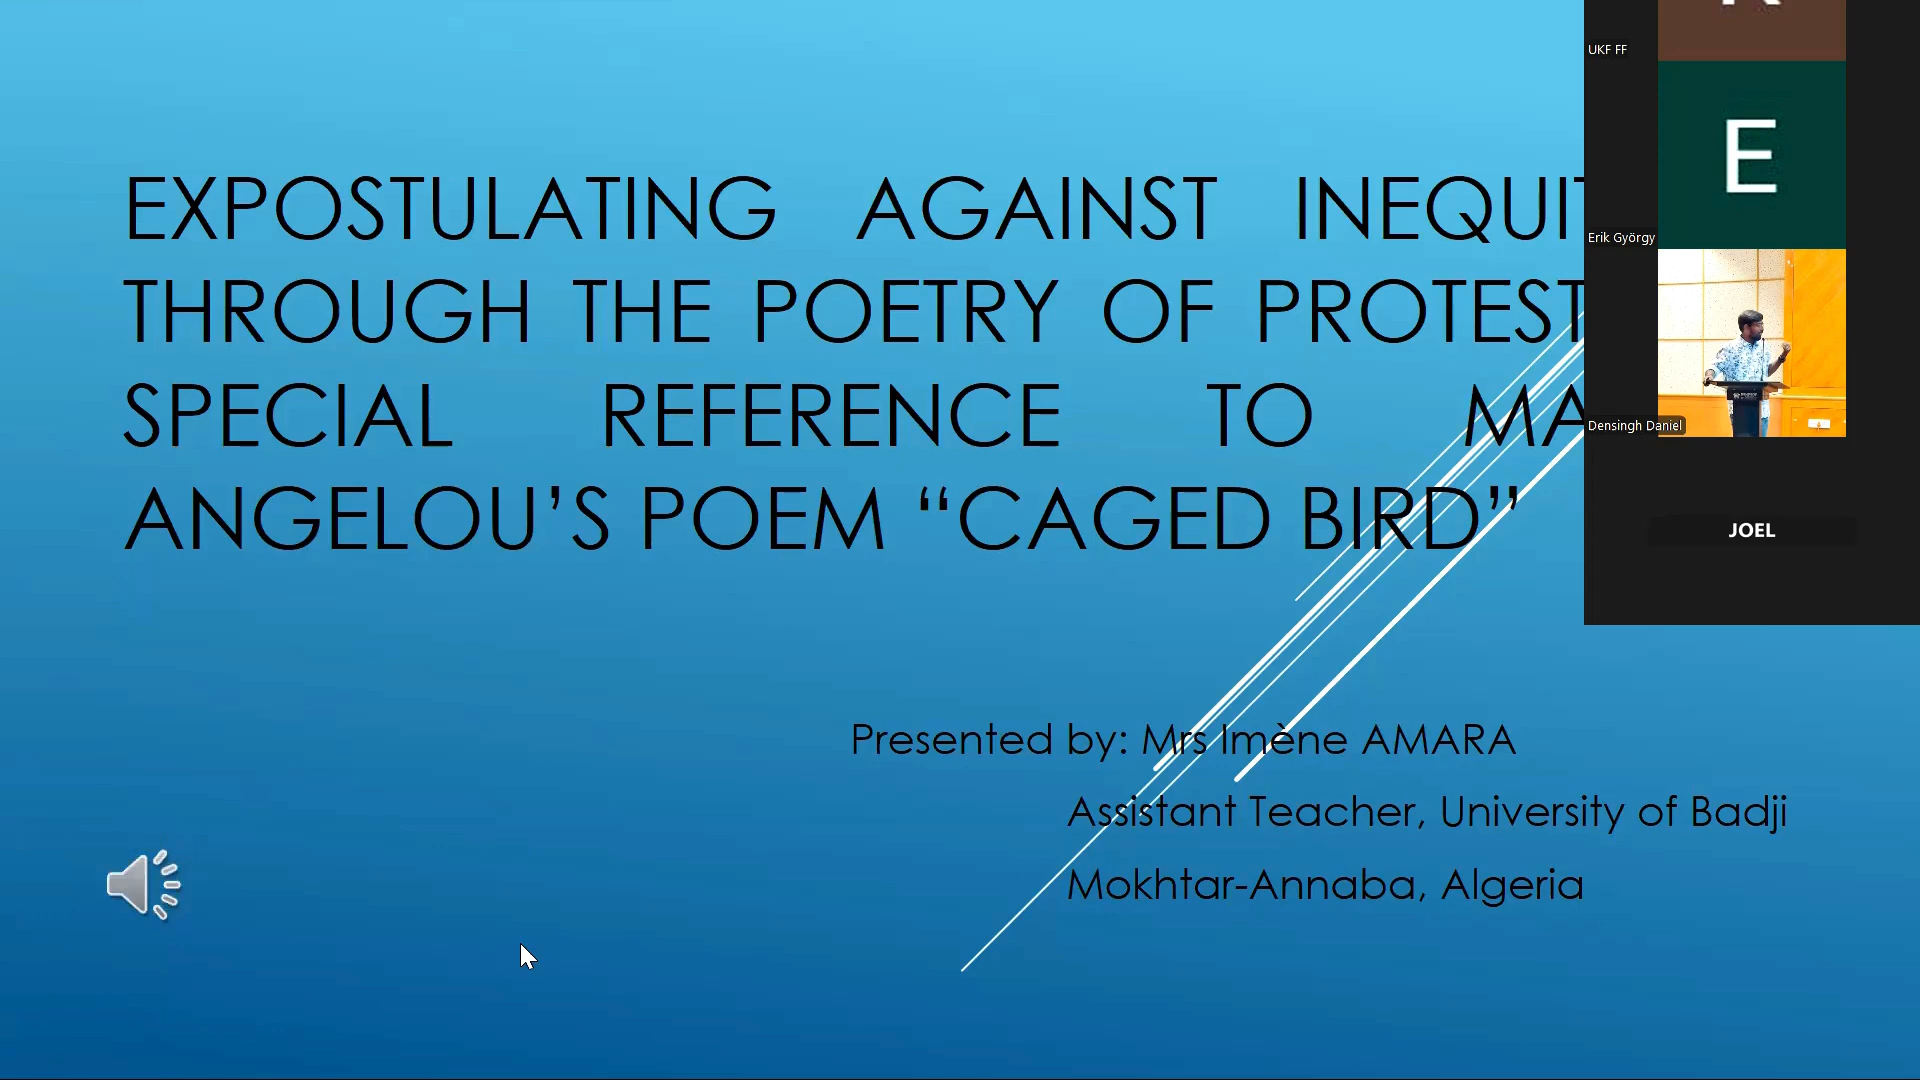 EXPOSTULATING AGAINST INEQUIT
THROUGH THE POETRY OF PROTEST
SPECIAL REFERENCE TO MA
ANGELOU’S POEM “CAGED BIRD”
Presented by: Mrs Imène AMARA
Assistant Teacher, University of Badji
Mokhtar-Annaba, Algeria
UKF FF
E
Erik György
Densingh Daniel
JOEL